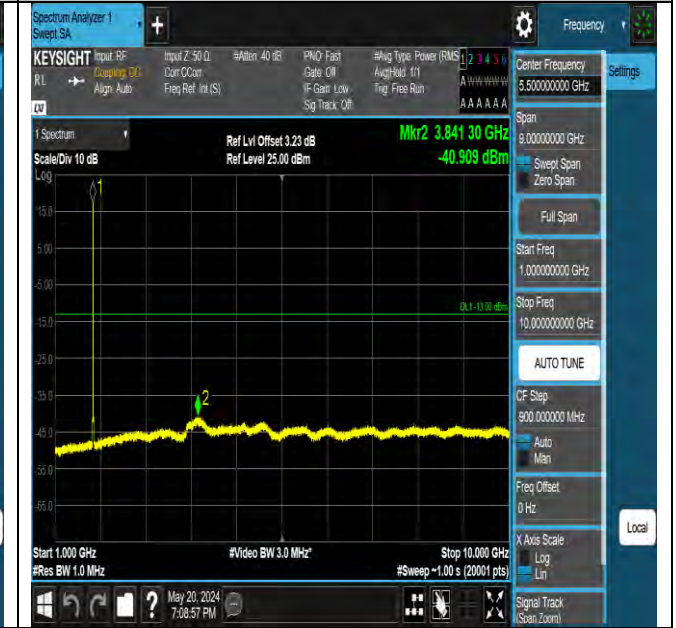 Spectrum Analyzer 1
Swept SA
+
Frequency
Settings
KEYSIGHT
RL
Input: RF
Coupling: DC
Align: Auto
Input Z: 50 Ω
Corr CCorr
Freq Ref: Int (S)
#Atten: 40 dB
PNO: Fast
Gate: Off
IF Gain: Low
Sig Track: Off
#Avg Type: Power (RMS
Avg|Hold: 1/1
Trig: Free Run
1 2 3 4 5 6
A W W W W W
A A A A A A
LXI
1 Spectrum
Scale/Div 10 dB
Log
Ref Lvl Offset 3.23 dB
Ref Level 25.00 dBm
Mkr2 3.841 30 GHz
-40.909 dBm
1
15.0
5.00
-5.00
DL1 -13.00 dBm
-15.0
-25.0
-35.0
2
-45.0
-55.0
-65.0
Start 1.000 GHz
#Res BW 1.0 MHz
#Video BW 3.0 MHz*
Stop 10.000 GHz
#Sweep ~1.00 s (20001 pts)
Center Frequency
5.500000000 GHz
Span
9.00000000 GHz
Swept Span
Zero Span
Full Span
Start Freq
1.000000000 GHz
Stop Freq
10.000000000 GHz
AUTO TUNE
CF Step
900.000000 MHz
Auto
Man
Freq Offset
0 Hz
X Axis Scale
Log
Lin
Signal Track
(Span Zoom)
Local
?
May 20, 2024
7:08:57 PM